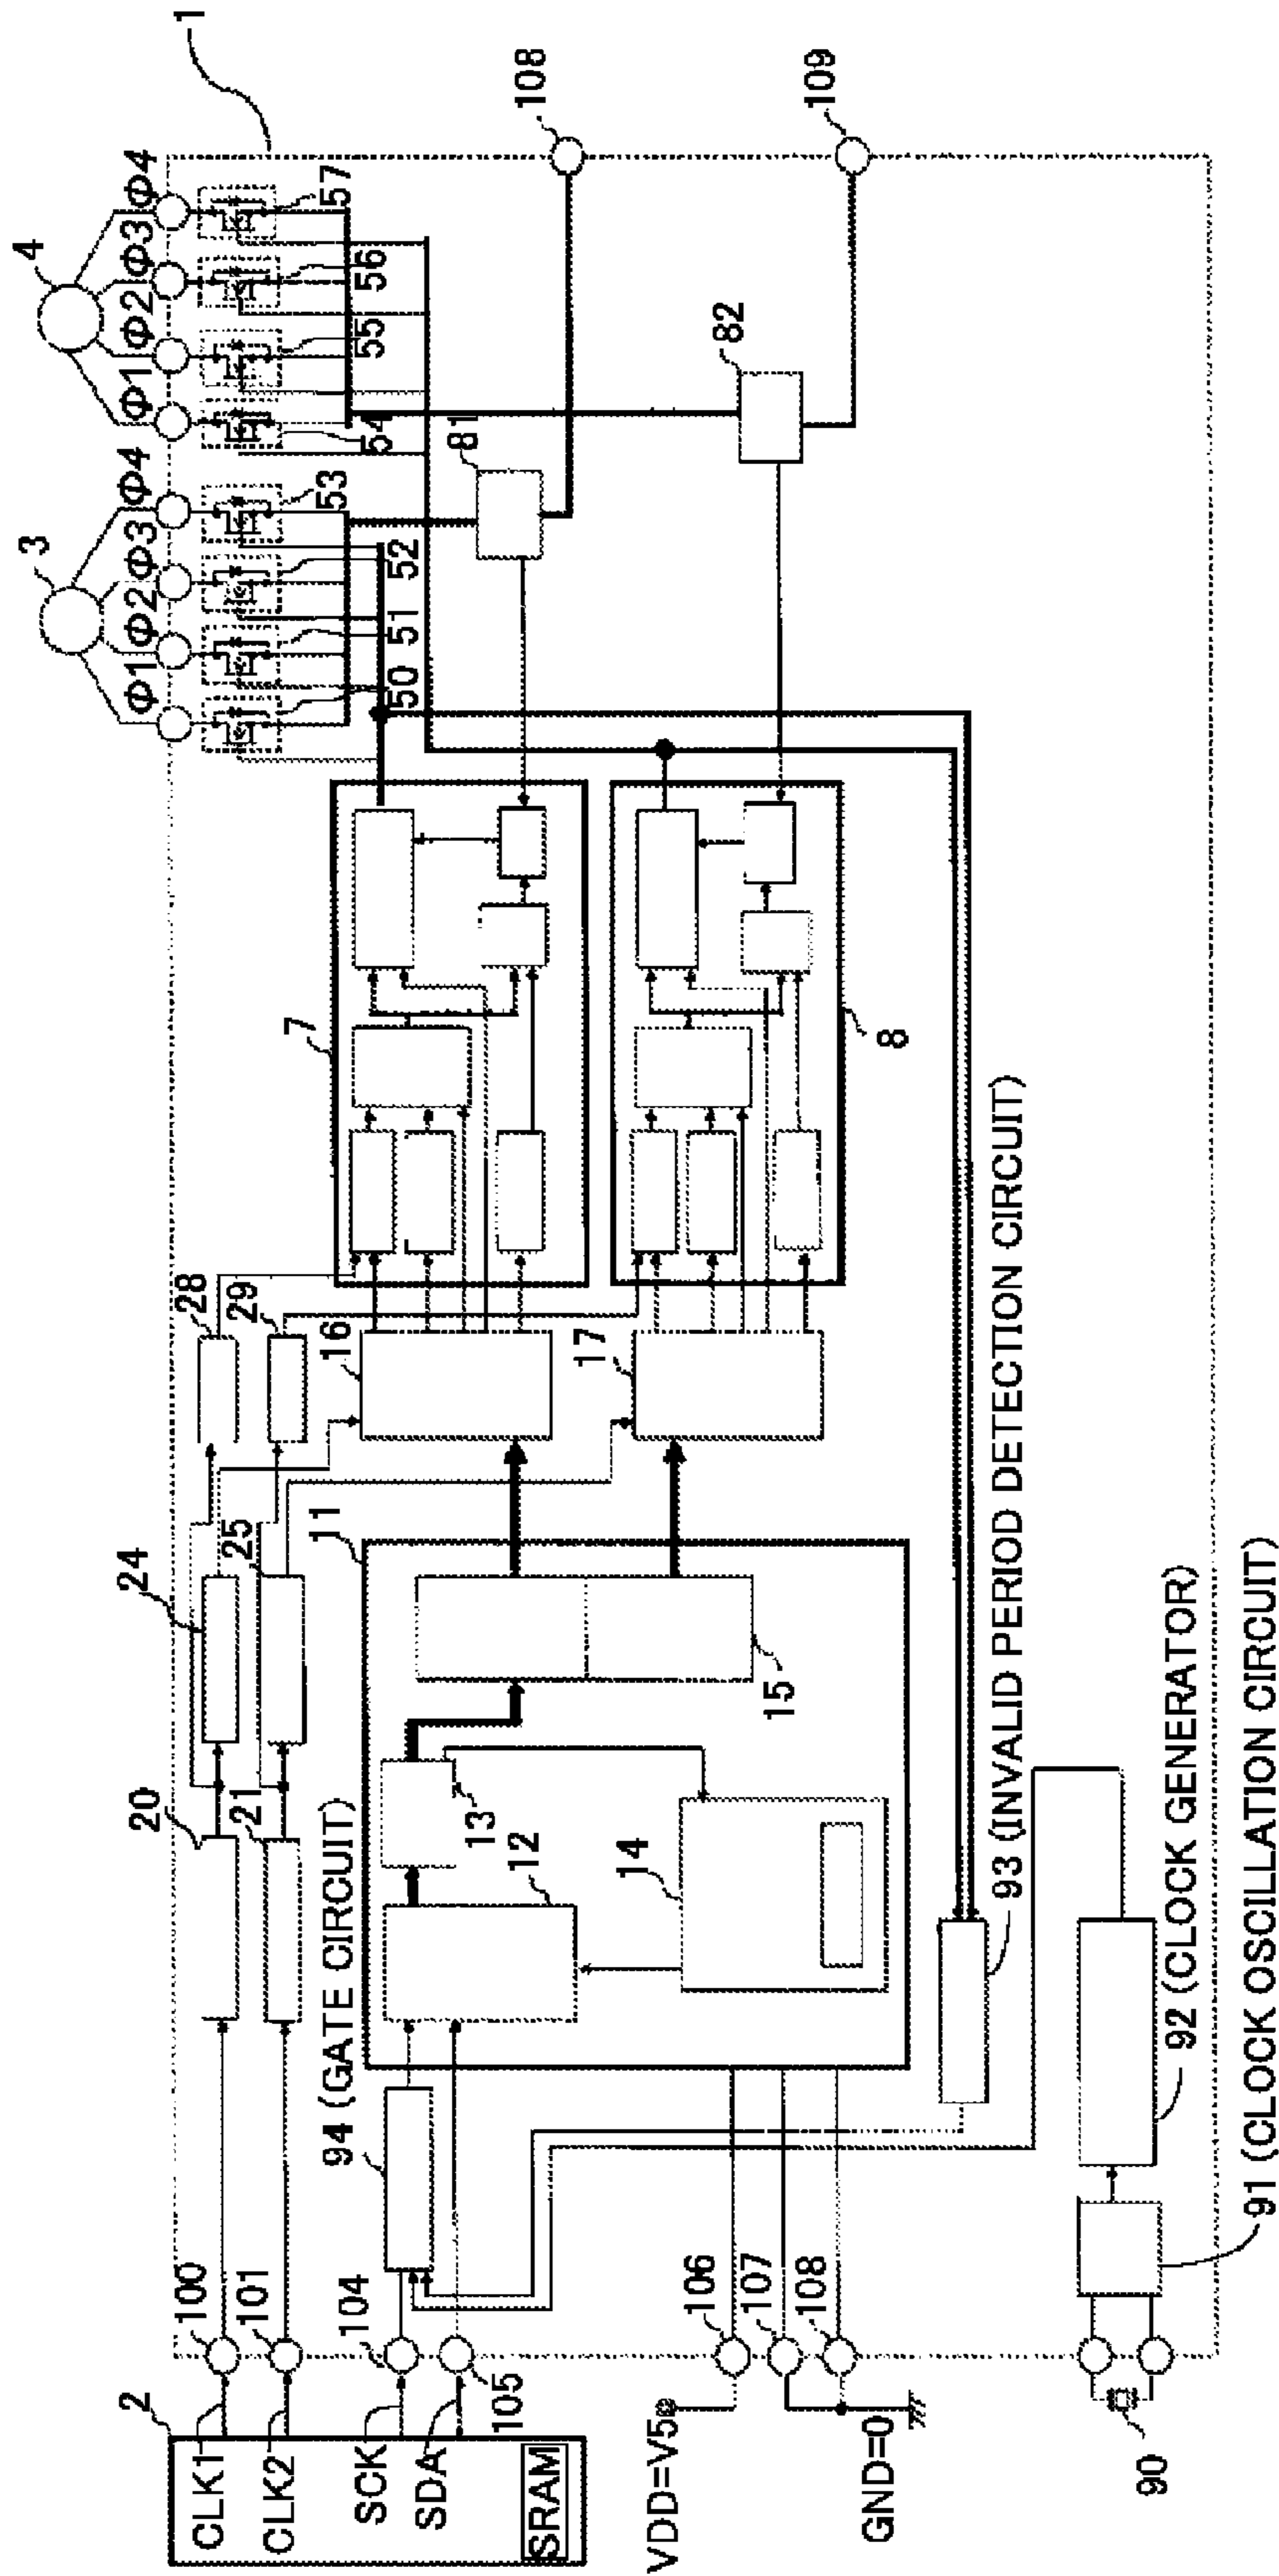 1
2
CLK1
CLK2
SCK
SDA
SRAM
100
101
104
105
VDD=V5
GND=0
106
107
108
90
20
21
24
25
28
29
94 (GATE CIRCUIT)
11
12
13
14
15
16
17
7
8
3
Φ1
Φ2
Φ3
Φ4
4
Φ1
Φ2
Φ3
Φ4
50
51
52
53
54
55
56
57
81
82
108
109
93 (INVALID PERIOD DETECTION CIRCUIT)
92 (CLOCK GENERATOR)
91 (CLOCK OSCILLATION CIRCUIT)